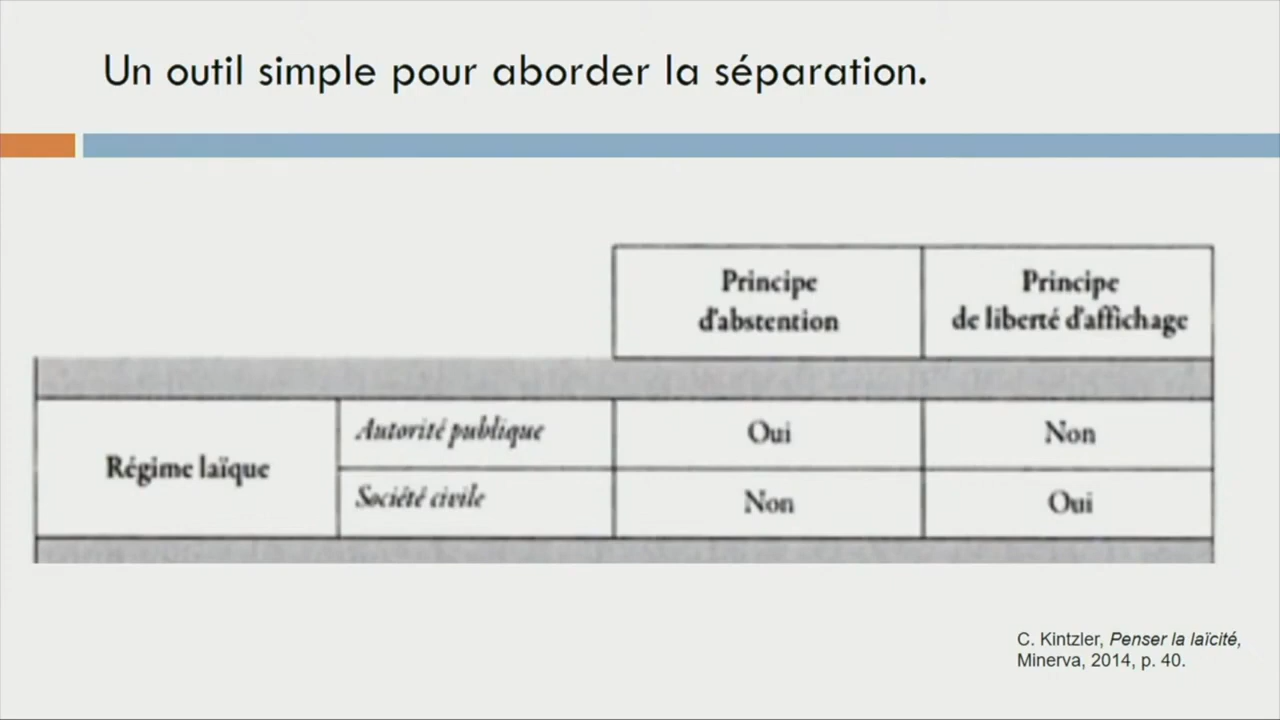 Un outil simple pour aborder la séparation.
Principe Principe
d'abstention de liberté d'affichage
Autorité publique Oui Non
Régime laïque
Société civile Non Oui
C. Kintzler, Penser la laïcité,
Minerva, 2014, p. 40.